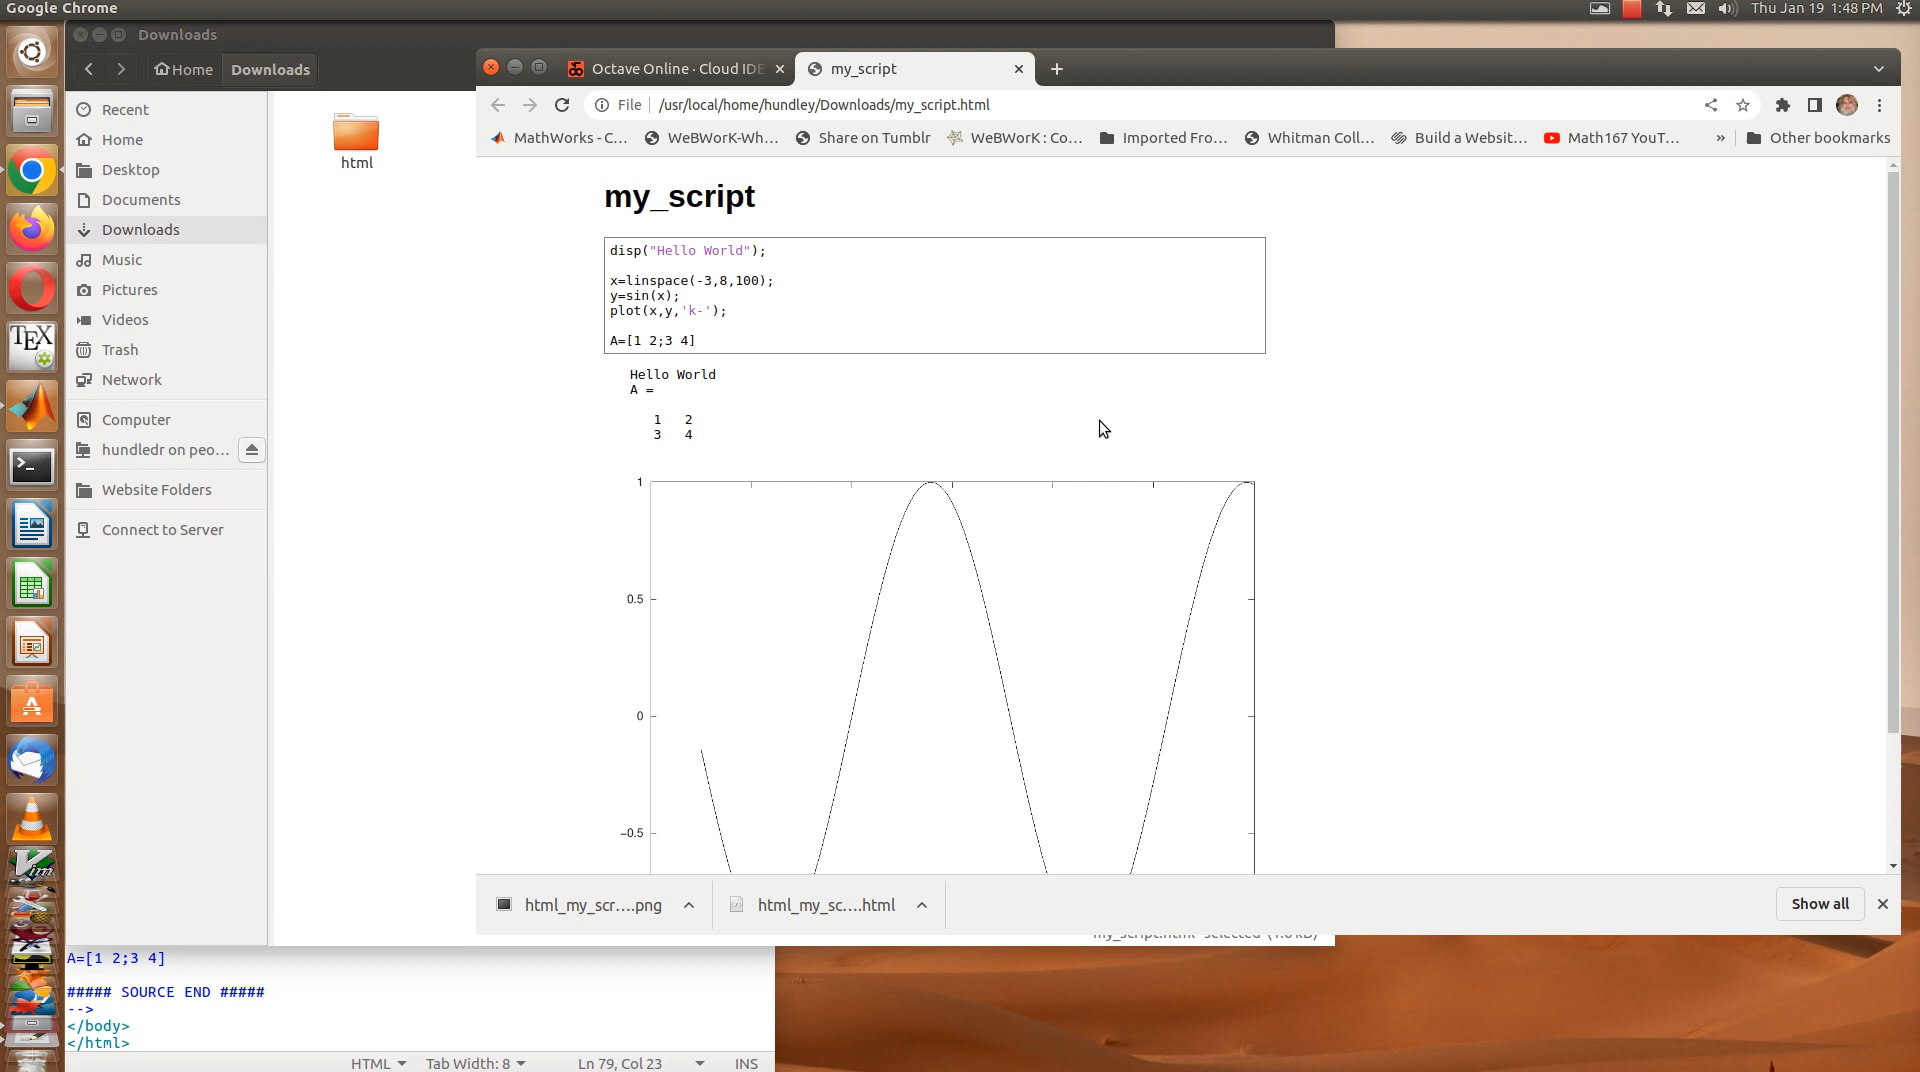 Google Chrome
Thu Jan 19 1:48 PM
Downloads
Home
Downloads
Recent
Home
Desktop
Documents
Downloads
Music
Pictures
Videos
Trash
Network
Computer
hundledr on peo...
Website Folders
Connect to Server
html
Octave Online · Cloud IDE
my_script
File
/usr/local/home/hundley/Downloads/my_script.html
MathWorks - C...
WeBWorK-Wh...
Share on Tumblr
WeBWorK : Co...
Imported Fro...
Whitman Coll...
Build a Websit...
Math167 YouT...
»
Other bookmarks
my_script
disp("Hello World");
x=linspace(-3,8,100);
y=sin(x);
plot(x,y,'k-');
A=[1 2;3 4]
Hello World
A =
1 2
3 4
1
0.5
0
-0.5
html_my_scr....png
html_my_sc....html
Show all
A=[1 2;3 4]
##### SOURCE END #####
-->
</body>
</html>
HTML
Tab Width: 8
Ln 79, Col 23
INS
TEX
Vim